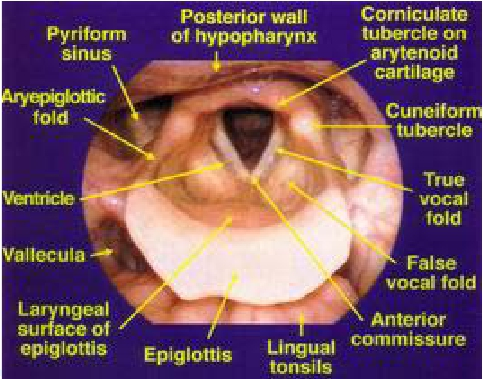 Posterior wall
of hypopharynx
Corniculate
tubercle on
arytenoid
cartilage
Pyriform
sinus
Aryepiglottic
fold
Cuneiform
tubercle
Ventricle
True
vocal
fold
Vallecula
False
vocal fold
Laryngeal
surface of
epiglottis
Epiglottis
Lingual
tonsils
Anterior
commissure